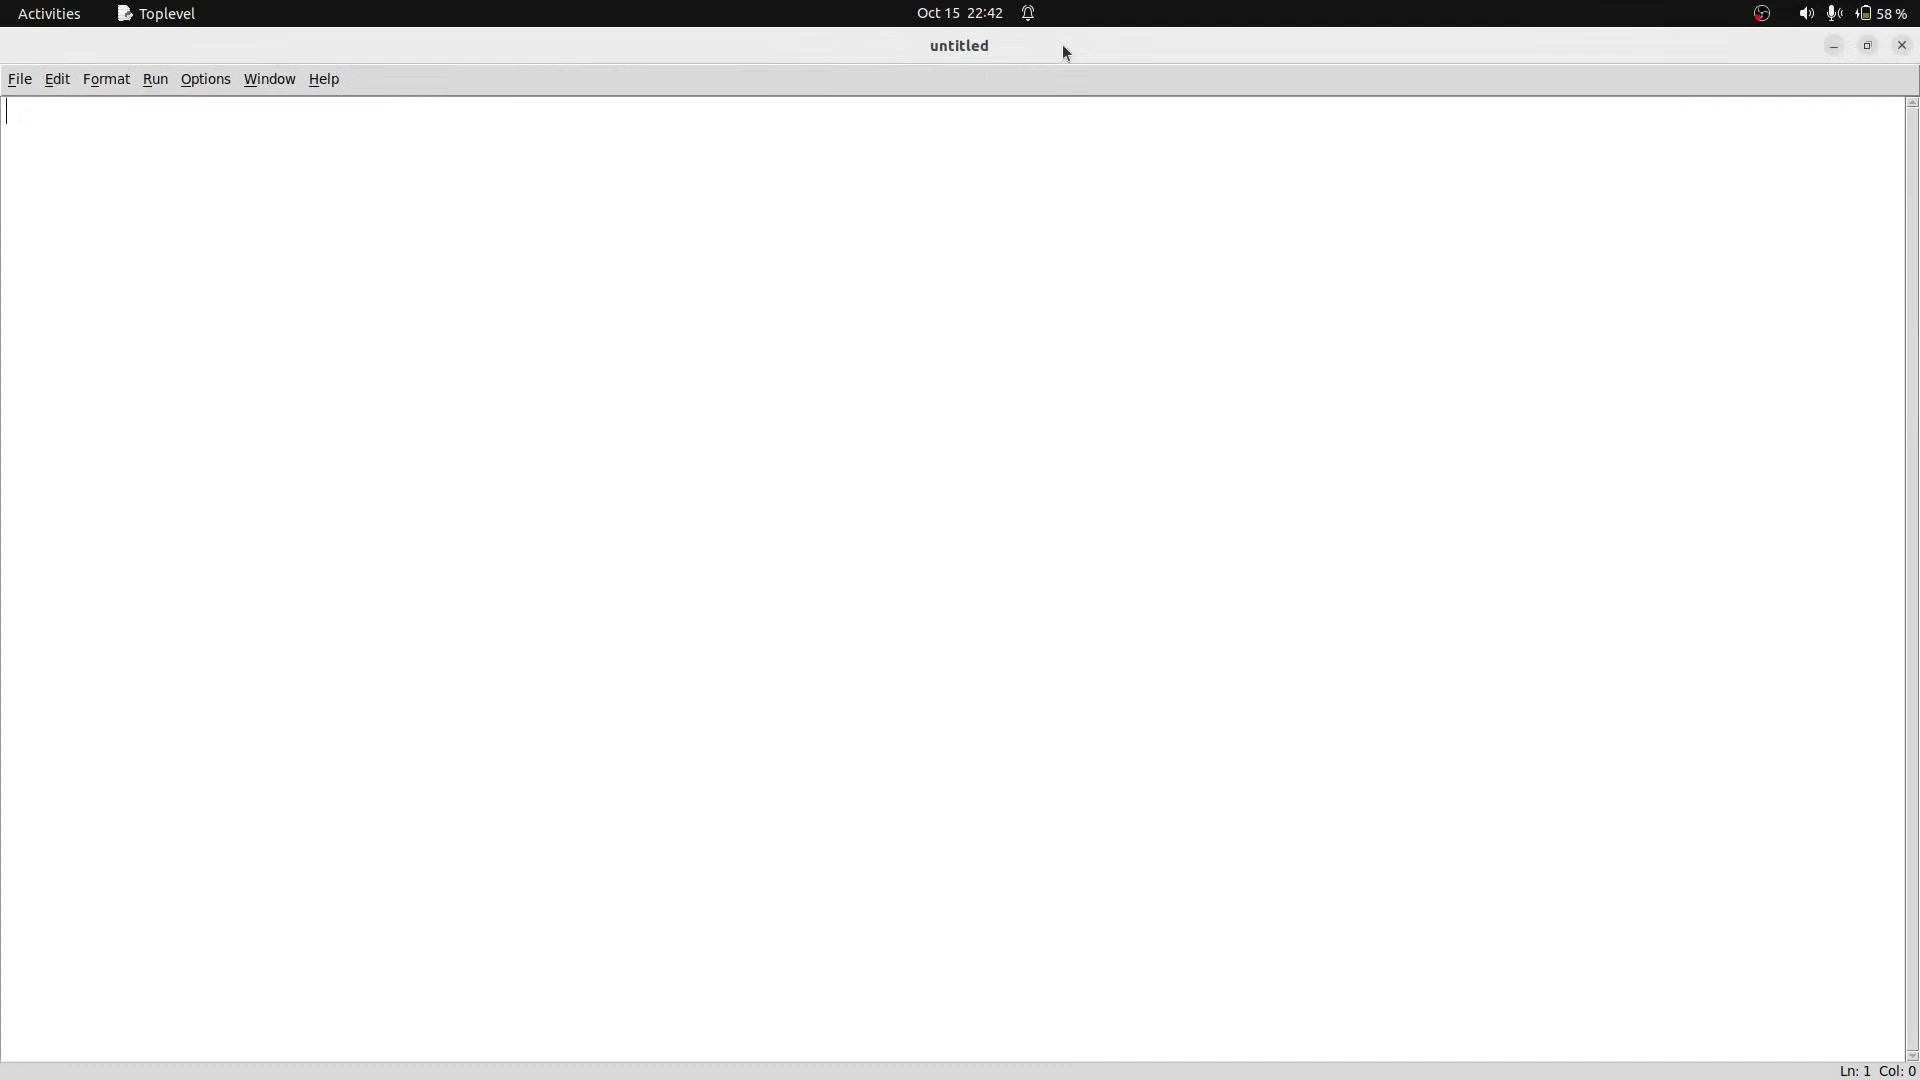 Activities Toplevel Oct 15 22:42 58 %
untitled
File Edit Format Run Options Window Help
Ln: 1 Col: 0